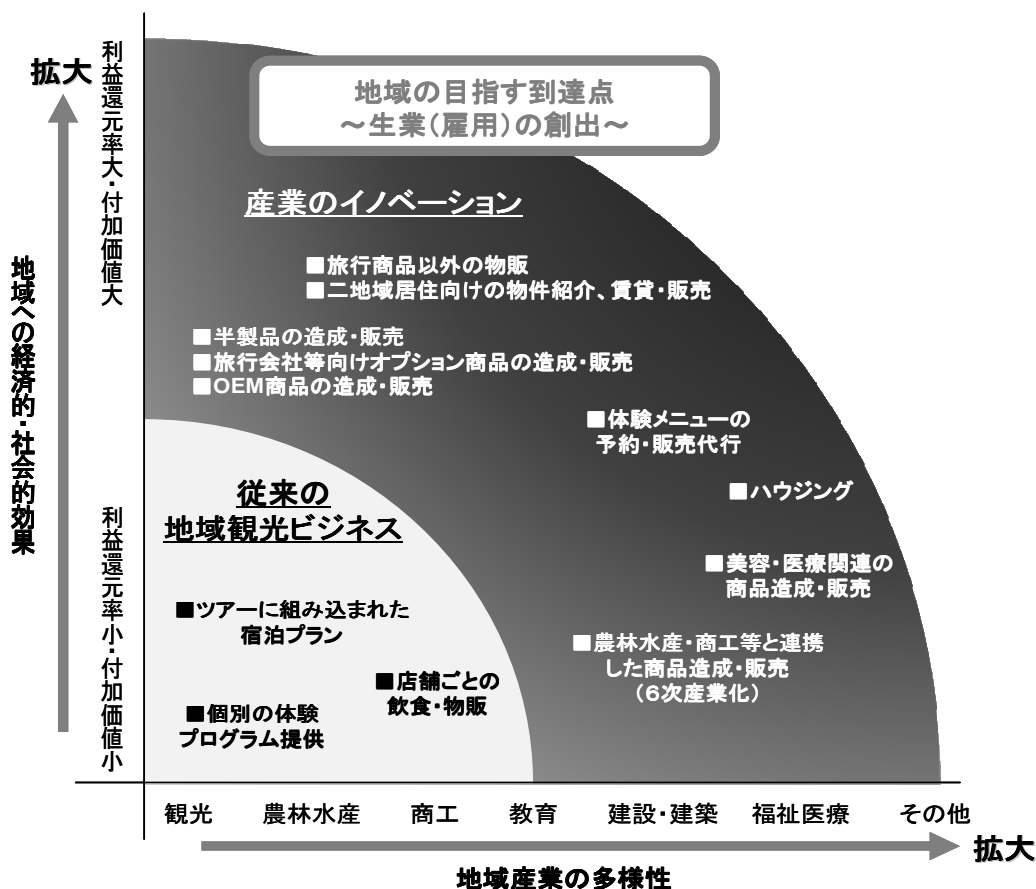 拡大
利益還元率大・付加価値大
地域の目指す到達点
～生業(雇用)の創出～
産業のイノベーション
■旅行商品以外の物販
■二地域居住向けの物件紹介、賃貸・販売
■半製品の造成・販売
■旅行会社等向けオプション商品の造成・販売
■OEM商品の造成・販売
■体験メニューの
予約・販売代行
■ハウジング
■美容・医療関連の
商品造成・販売
■農林水産・商工等と連携
した商品造成・販売
(6次産業化)
地域への経済的・社会的効果
利益還元率小・付加価値小
従来の
地域観光ビジネス
■ツアーに組み込まれた
宿泊プラン
■店舗ごとの
飲食・物販
■個別の体験
プログラム提供
観光 農林水産 商工 教育 建設・建築 福祉医療 その他
拡大
地域産業の多様性